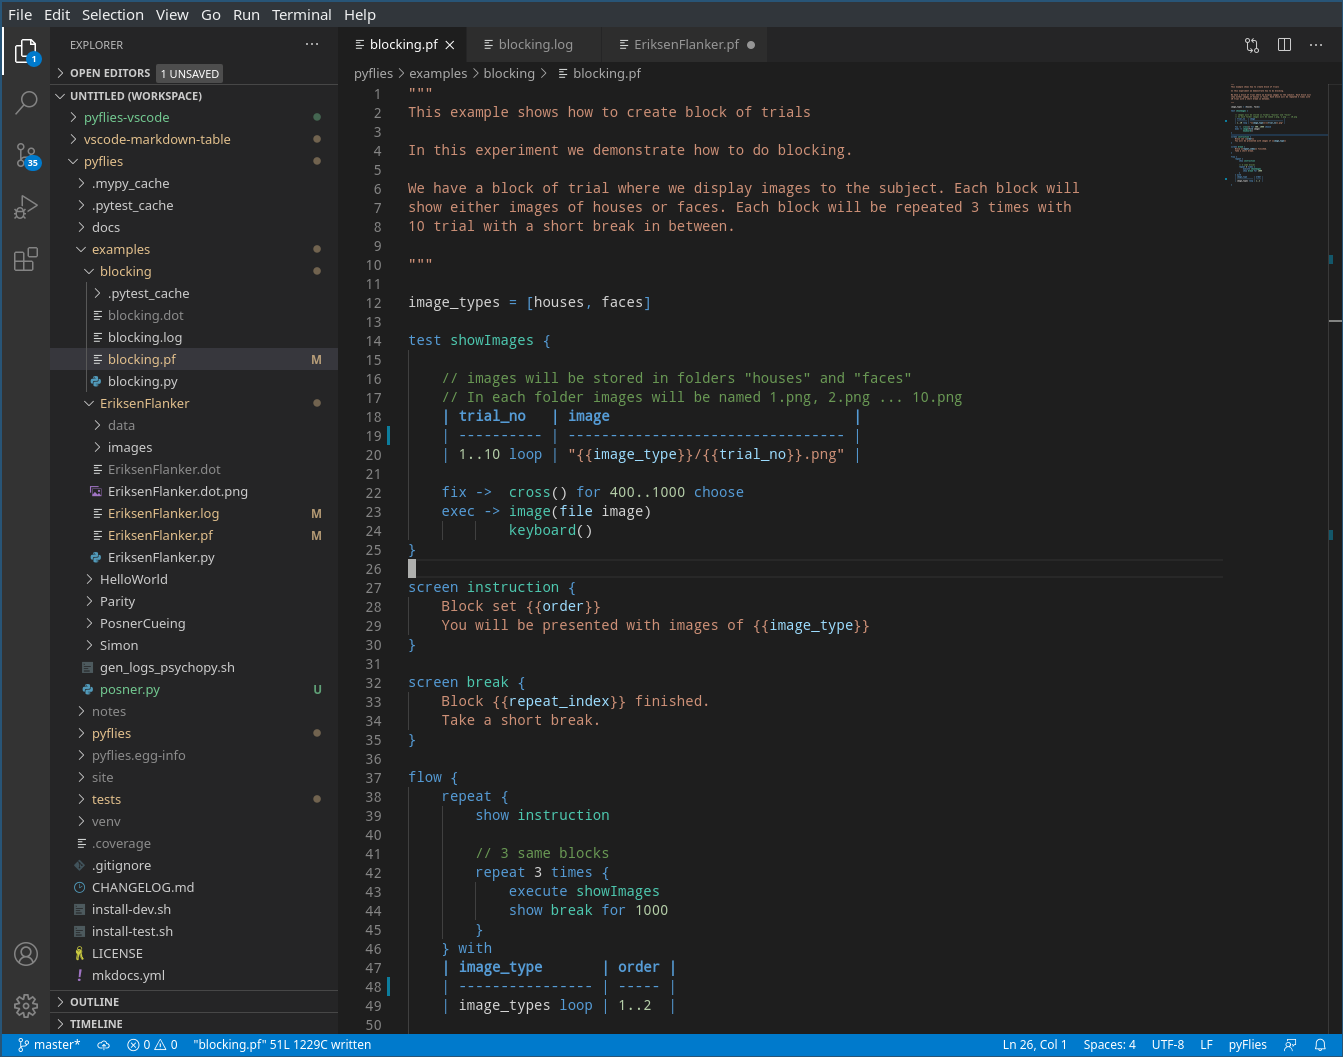 File Edit Selection View Go Run Terminal Help
EXPLORER
OPEN EDITORS 1 UNSAVED
UNTITLED (WORKSPACE)
pyflies-vscode
vscode-markdown-table
pyflies
.mypy_cache
.pytest_cache
docs
examples
blocking
.pytest_cache
blocking.dot
blocking.log
blocking.pf M
blocking.py
EriksenFlanker
data
images
EriksenFlanker.dot
EriksenFlanker.dot.png
EriksenFlanker.log M
EriksenFlanker.pf M
EriksenFlanker.py
HelloWorld
Parity
PosnerCueing
Simon
gen_logs_psychopy.sh
posner.py U
notes
pyflies
pyflies.egg-info
site
tests
venv
.coverage
.gitignore
CHANGELOG.md
install-dev.sh
install-test.sh
LICENSE
mkdocs.yml
OUTLINE
TIMELINE
1
35
blocking.pf blocking.log EriksenFlanker.pf
pyflies > examples > blocking > blocking.pf
1 """
2 This example shows how to create block of trials
3
4 In this experiment we demonstrate how to do blocking.
5
6 We have a block of trial where we display images to the subject. Each block will
7 show either images of houses or faces. Each block will be repeated 3 times with
8 10 trial with a short break in between.
9
10 """
11
12 image_types = [houses, faces]
13
14 test showImages {
15
16 // images will be stored in folders "houses" and "faces"
17 // In each folder images will be named 1.png, 2.png ... 10.png
18 | trial_no | image |
19 | ---------- | --------------------------------- |
20 | 1..10 loop | "{{image_type}}/{{trial_no}}.png" |
21
22 fix -> cross() for 400..1000 choose
23 exec -> image(file image)
24 keyboard()
25 }
26
27 screen instruction {
28 Block set {{order}}
29 You will be presented with images of {{image_type}}
30 }
31
32 screen break {
33 Block {{repeat_index}} finished.
34 Take a short break.
35 }
36
37 flow {
38 repeat {
39 show instruction
40
41 // 3 same blocks
42 repeat 3 times {
43 execute showImages
44 show break for 1000
45 }
46 } with
47 | image_type | order |
48 | ---------------- | ----- |
49 | image_types loop | 1..2 |
50
master* 0 0 "blocking.pf" 51L 1229C written Ln 26, Col 1 Spaces: 4 UTF-8 LF pyFlies